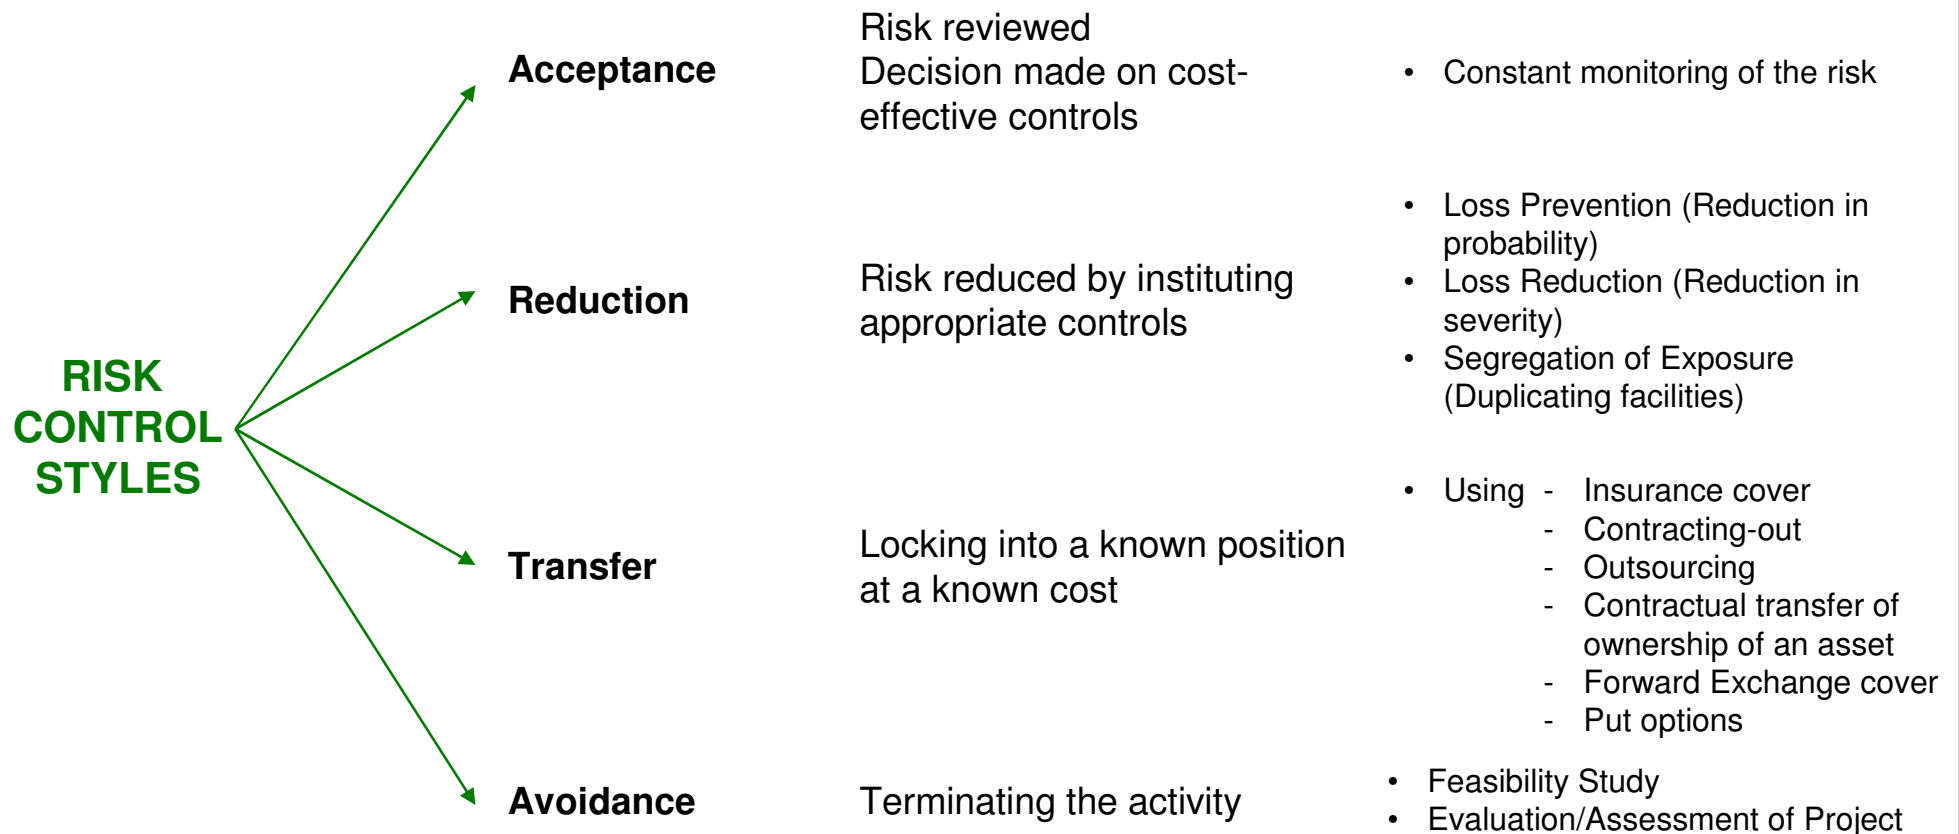 RISK
CONTROL
STYLES
Acceptance
Risk reviewed
Decision made on cost-
effective controls
• Constant monitoring of the risk
Reduction
Risk reduced by instituting
appropriate controls
• Loss Prevention (Reduction in
probability)
• Loss Reduction (Reduction in
severity)
• Segregation of Exposure
(Duplicating facilities)
Transfer
Locking into a known position
at a known cost
• Using - Insurance cover
- Contracting-out
- Outsourcing
- Contractual transfer of
ownership of an asset
- Forward Exchange cover
- Put options
Avoidance
Terminating the activity
• Feasibility Study
• Evaluation/Assessment of Project